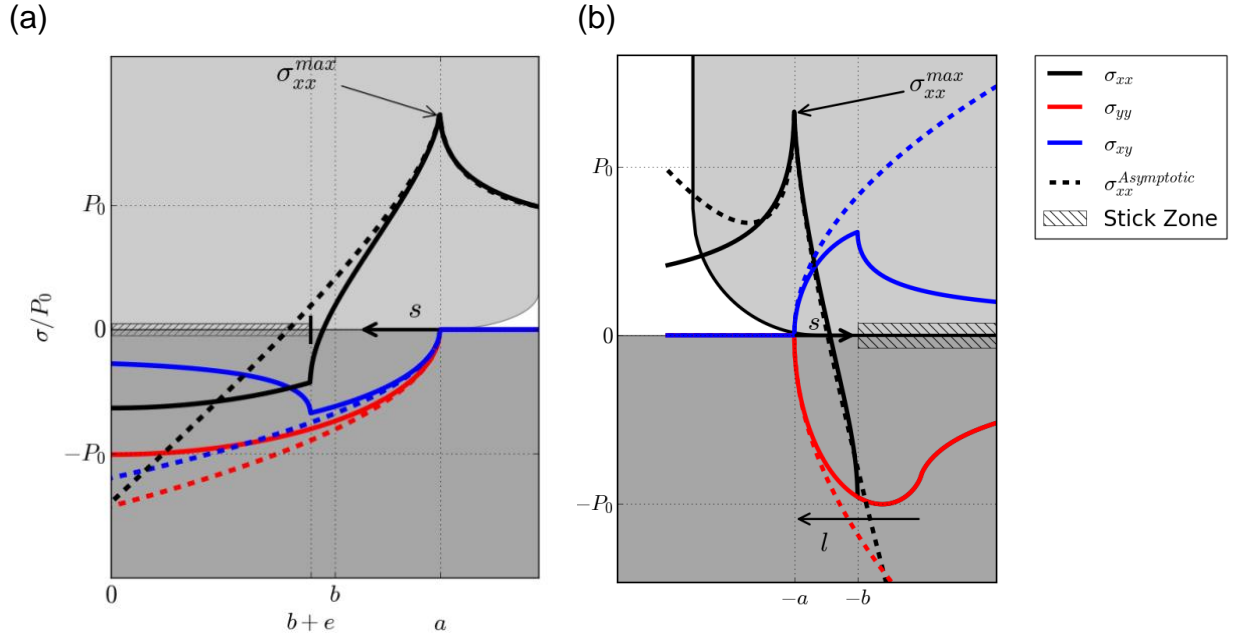 (a)
(b)
σ_xx^max
P_0
0
−P_0
σ/P_0
s
0
b
b + e
a
σ_xx^max
P_0
0
−P_0
s
l
−a
−b
σ_xx
σ_yy
σ_xy
σ_xx^Asymptotic
Stick Zone